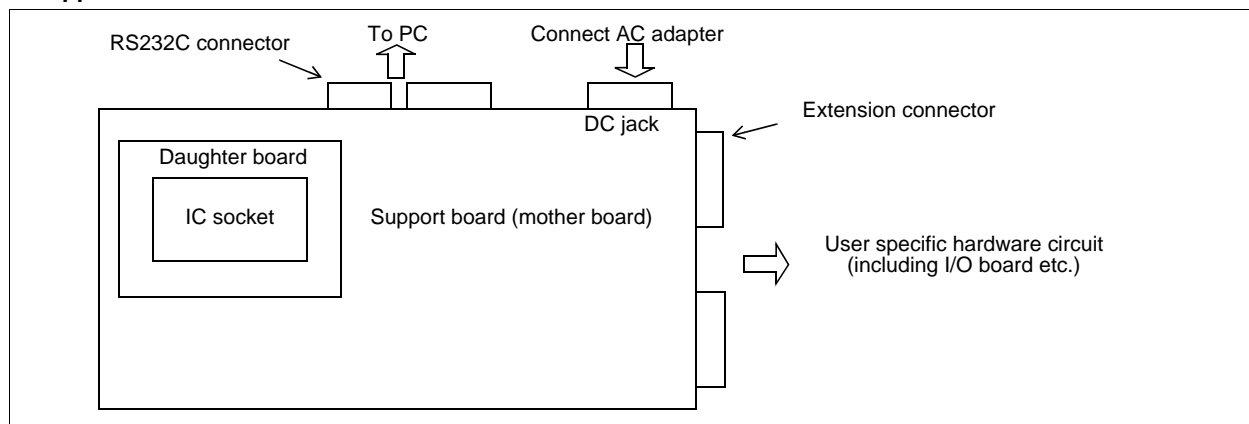 To PC
Connect AC adapter
RS232C connector
DC jack
Extension connector
Daughter board
IC socket
Support board (mother board)
User specific hardware circuit
(including I/O board etc.)